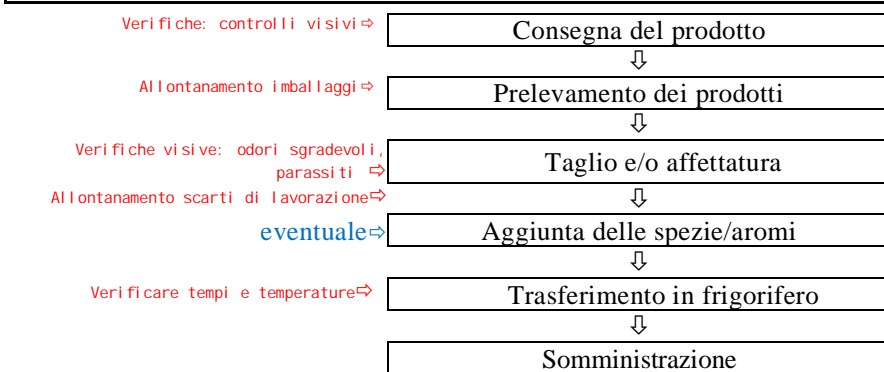 Verifiche: controlli visivi⇨ Consegna del prodotto
⇩
Allontanamento imballaggi⇨ Prelevamento dei prodotti
⇩
Verifiche visive: odori sgradevoli,
parassiti ⇨ Taglio e/o affettatura
Allontanamento scarti di lavorazione⇨ ⇩
eventuale⇨ Aggiunta delle spezie/aromi
⇩
Verificare tempi e temperature⇨ Trasferimento in frigorifero
⇩
Somministrazione